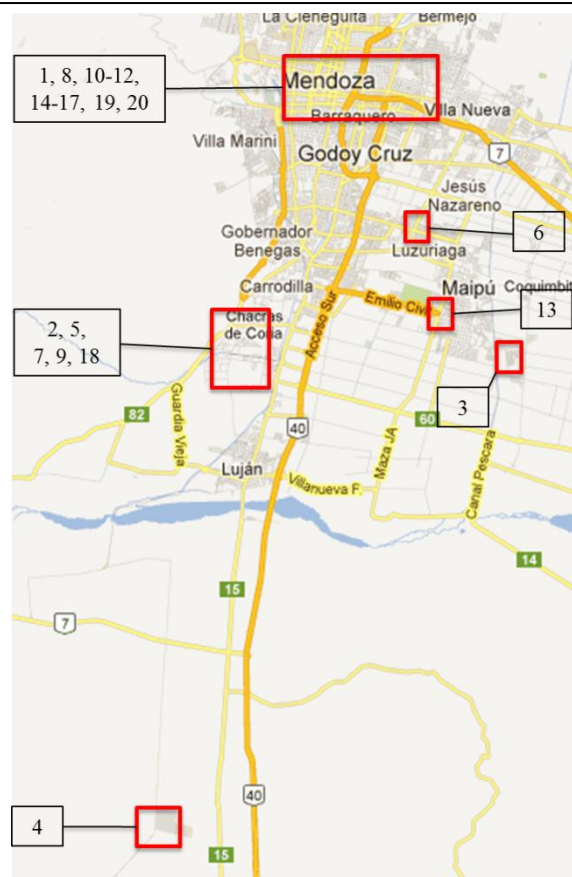 La Cieneguita
Bermejo
1, 8, 10-12,
14-17, 19, 20
Mendoza
Barraquero
Villa Nueva
Villa Marini
Godoy Cruz
7
Jesús
Nazareno
6
Gobernador
Benegas
Luzuriaga
Carrodilla
Maipú
Coquimbit
Emilio Civit
13
2, 5,
7, 9, 18
Chacras
de Coria
Acceso Sur
3
82
Guardia Vieja
40
60
Maza JA
Canal Pescara
Luján
Villanueva F.
14
15
7
40
4
15